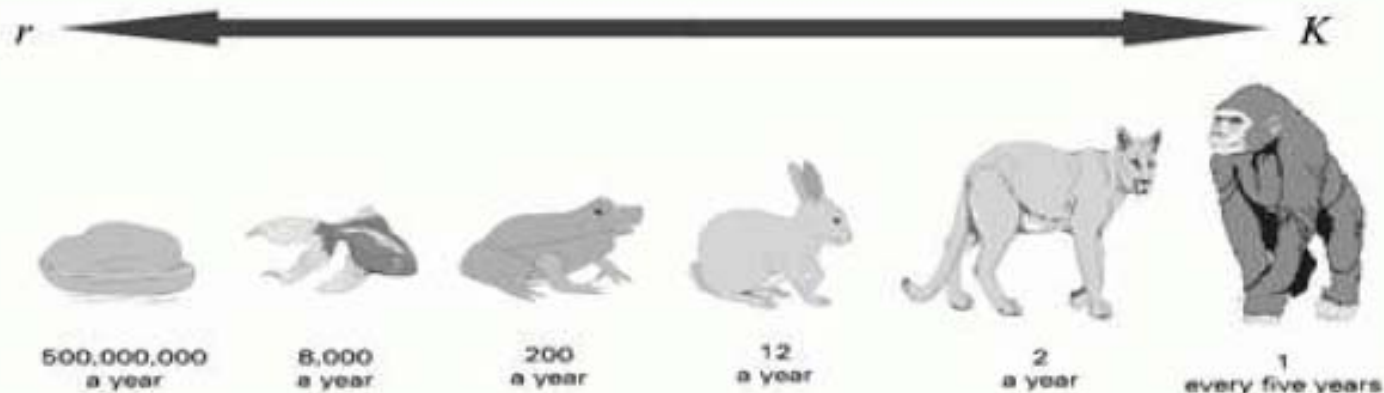 r K
500,000,000 8,000 200 12 2 1
a year a year a year a year a year every five years